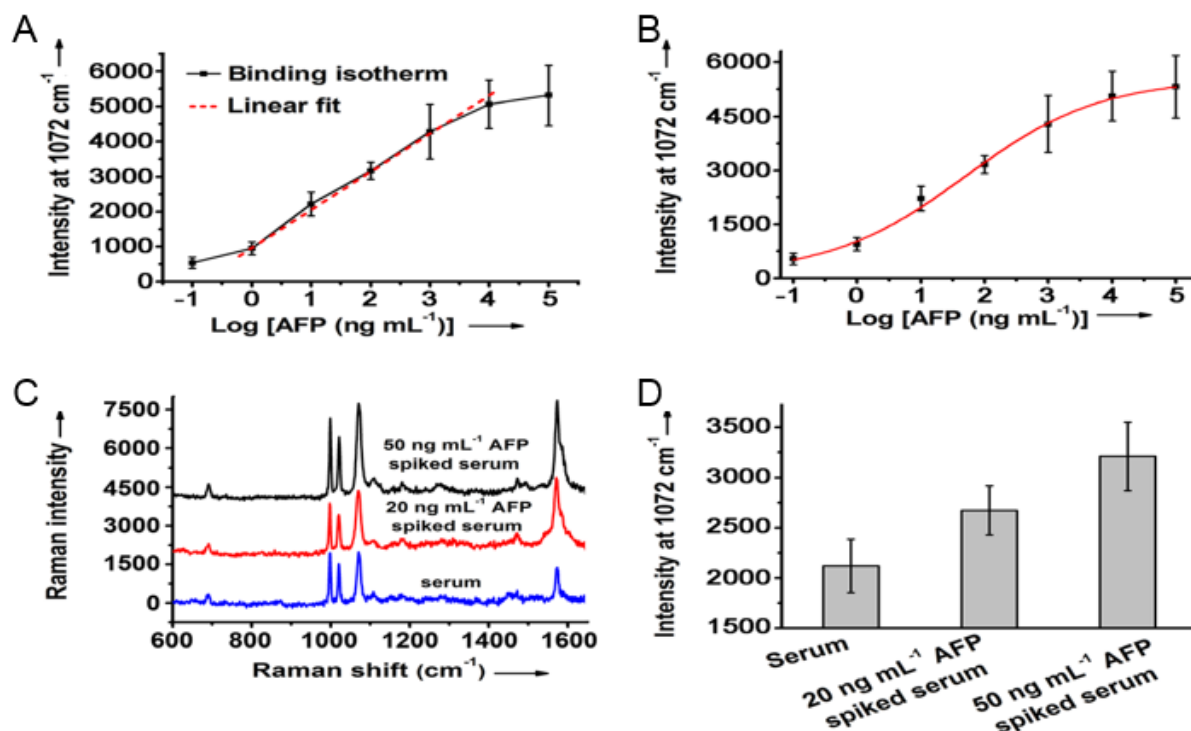 A
Intensity at 1072 cm⁻¹ →
6000
5000
4000
3000
2000
1000
0
Binding isotherm
Linear fit
−1 0 1 2 3 4 5
Log [AFP (ng mL⁻¹)] →
B
Intensity at 1072 cm⁻¹ →
6000
4500
3000
1500
0
−1 0 1 2 3 4 5
Log [AFP (ng mL⁻¹)] →
C
Raman intensity →
7500
6000
4500
3000
1500
0
50 ng mL⁻¹ AFP
spiked serum
20 ng mL⁻¹ AFP
spiked serum
serum
600 800 1000 1200 1400 1600
Raman shift (cm⁻¹) →
D
Intensity at 1072 cm⁻¹ →
3500
3000
2500
2000
1500
Serum
20 ng mL⁻¹ AFP
spiked serum
50 ng mL⁻¹ AFP
spiked serum